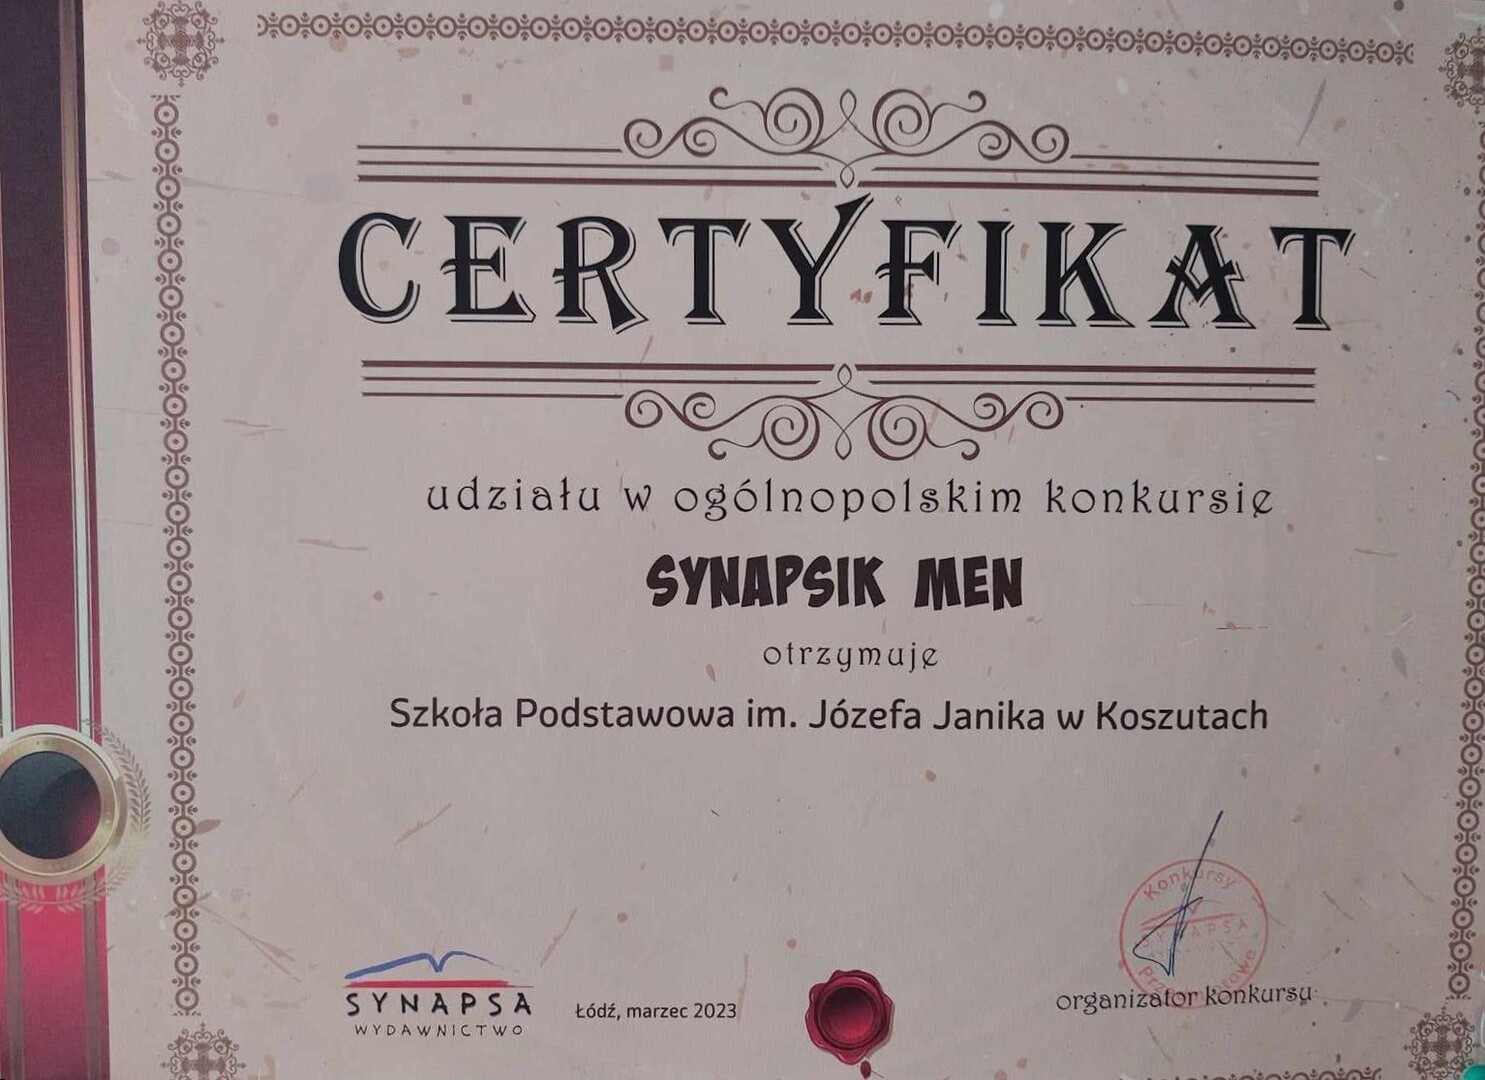 CERTYFIKAT
udziału w ogólnopolskim konkursie
SYNAPSIK MEN
otrzymuje
Szkoła Podstawowa im. Józefa Janika w Koszutach
Konkursy
SYNAPSA
Przedmiotowe
organizator konkursu
SYNAPSA
WYDAWNICTWO
Łódź, marzec 2023